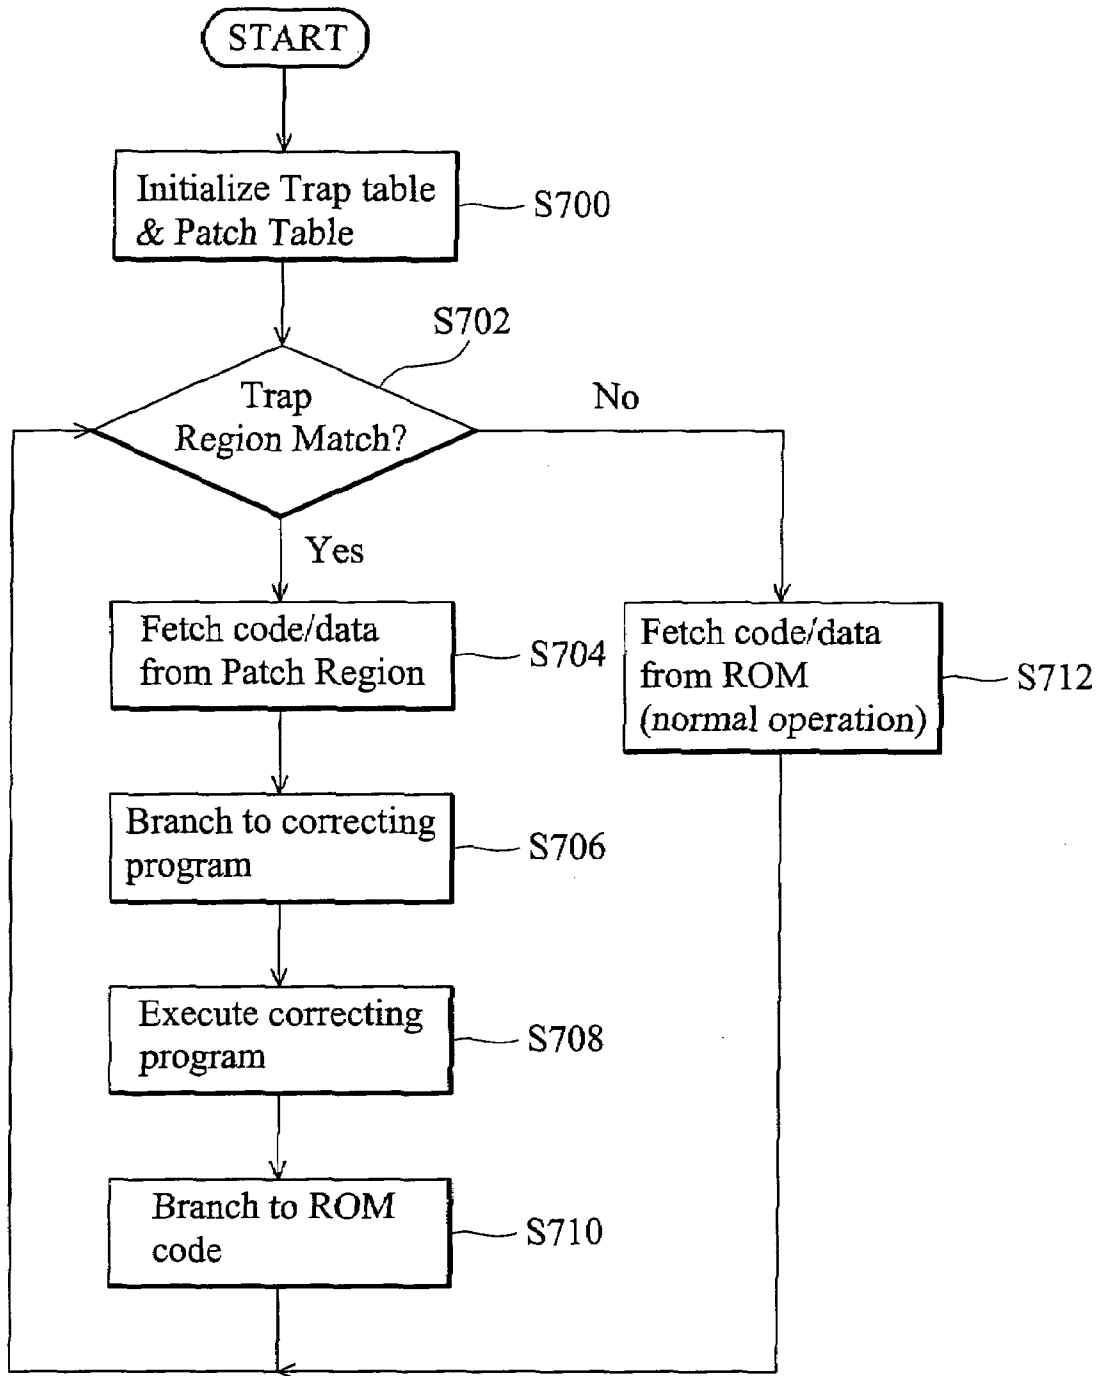 START
Initialize Trap table
& Patch Table
S700
S702
Trap
Region Match?
No
Yes
Fetch code/data
from Patch Region
S704
Fetch code/data
from ROM
(normal operation)
S712
Branch to correcting
program
S706
Execute correcting
program
S708
Branch to ROM
code
S710